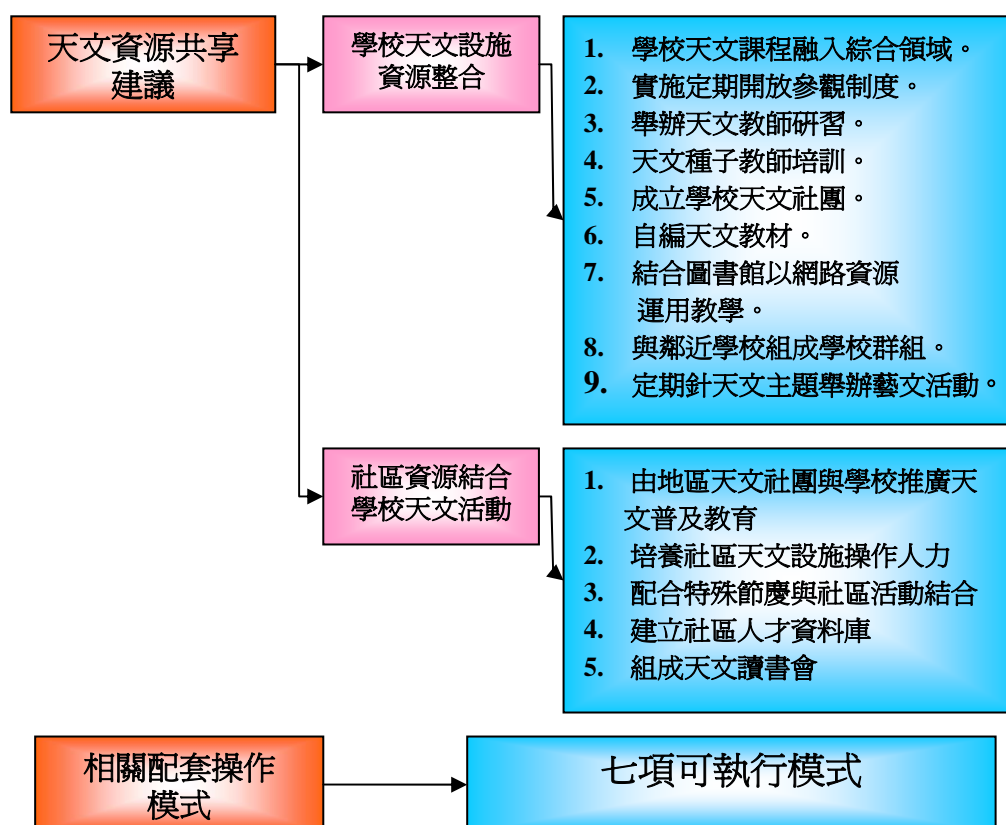 天文資源共享
建議
學校天文設施
資源整合
1. 學校天文課程融入綜合領域。
2. 實施定期開放參觀制度。
3. 舉辦天文教師研習。
4. 天文種子教師培訓。
5. 成立學校天文社團。
6. 自編天文教材。
7. 結合圖書館以網路資源
運用教學。
8. 與鄰近學校組成學校群組。
9. 定期針天文主題舉辦藝文活動。
社區資源結合
學校天文活動
1. 由地區天文社團與學校推廣天
文普及教育
2. 培養社區天文設施操作人力
3. 配合特殊節慶與社區活動結合
4. 建立社區人才資料庫
5. 組成天文讀書會
相關配套操作
模式
七項可執行模式